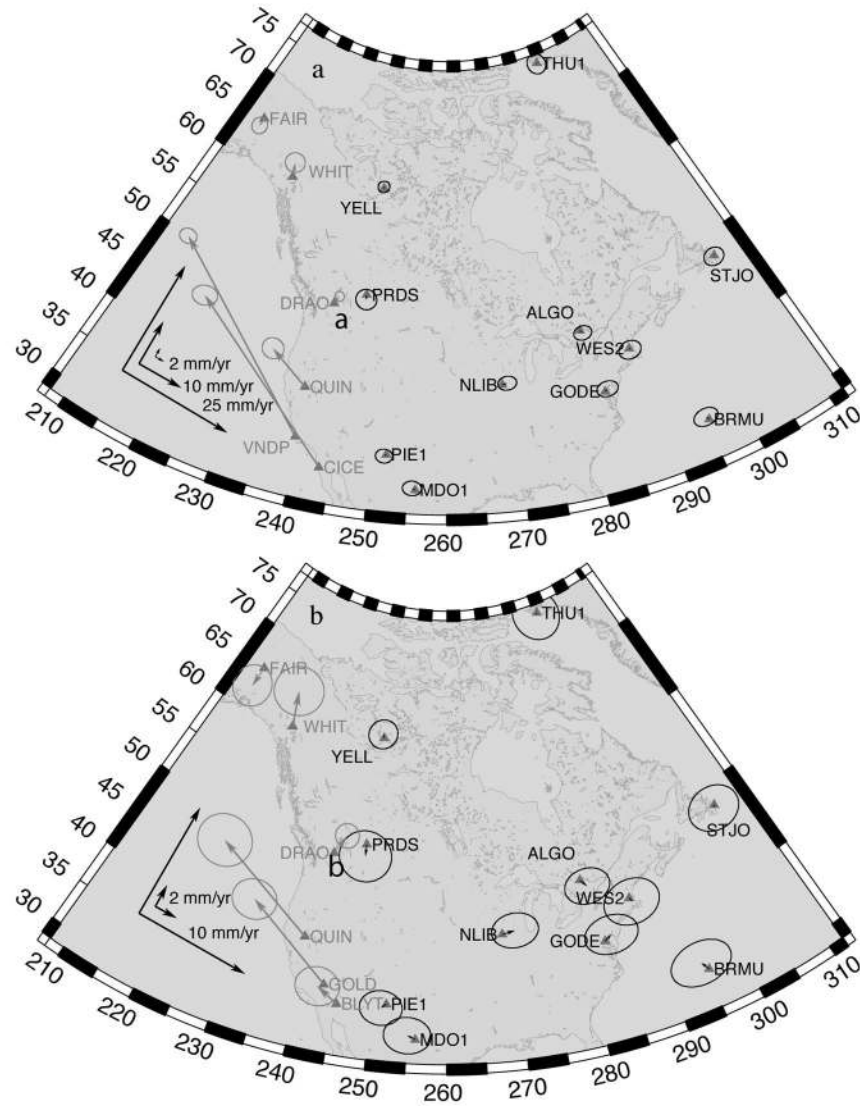 75
70
65
60
55
50
45
40
35
30
a
THU1
FAIR
WHIT
YELL
STJO
DRAO
PRDS
a
ALGO
WES2
2 mm/yr
10 mm/yr
25 mm/yr
QUIN
NLIB
GODE
BRMU
VNDP
PIE1
CICE
MDO1
210
220
230
240
250
260
270
280
290
300
310
75
70
65
60
55
50
45
40
35
30
b
THU1
FAIR
WHIT
YELL
STJO
DRAO
PRDS
b
ALGO
WES2
2 mm/yr
10 mm/yr
QUIN
NLIB
GODE
GOLD
BLYT
PIE1
BRMU
MDO1
210
220
230
240
250
260
270
280
290
300
310